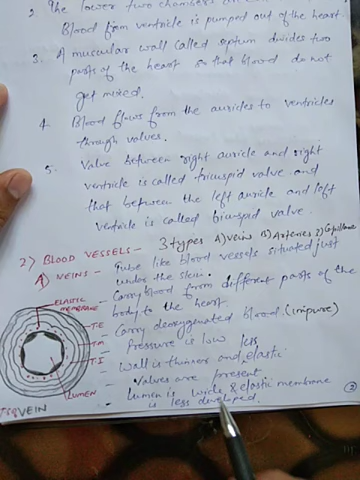 2. The lower two chambers are
Blood from ventricle is pumped out of the heart.
3. A muscular wall called septum divides two
parts of the heart so that blood do not
get mixed.
4. Blood flows from the auricles to ventricles
through valves.
5. Valve between right auricle and right
ventricle is called tricuspid valve and
that between the left auricle and left
ventricle is called bicuspid valve.
2) BLOOD VESSELS - 3 types A) Vein B) Arteries
VEINS - Tube like blood vessels situated just
under the skin.
ELASTIC
MEMBRANE
- Carry blood from different parts of the
body to the heart.
T.E
- Carry deoxygenated blood. (impure)
T.M
- Pressure is low less
T.I
- Wall is thinner and elastic
- Valves are present
LUMEN
- Lumen is wide & elastic membrane
is less developed.
VEIN